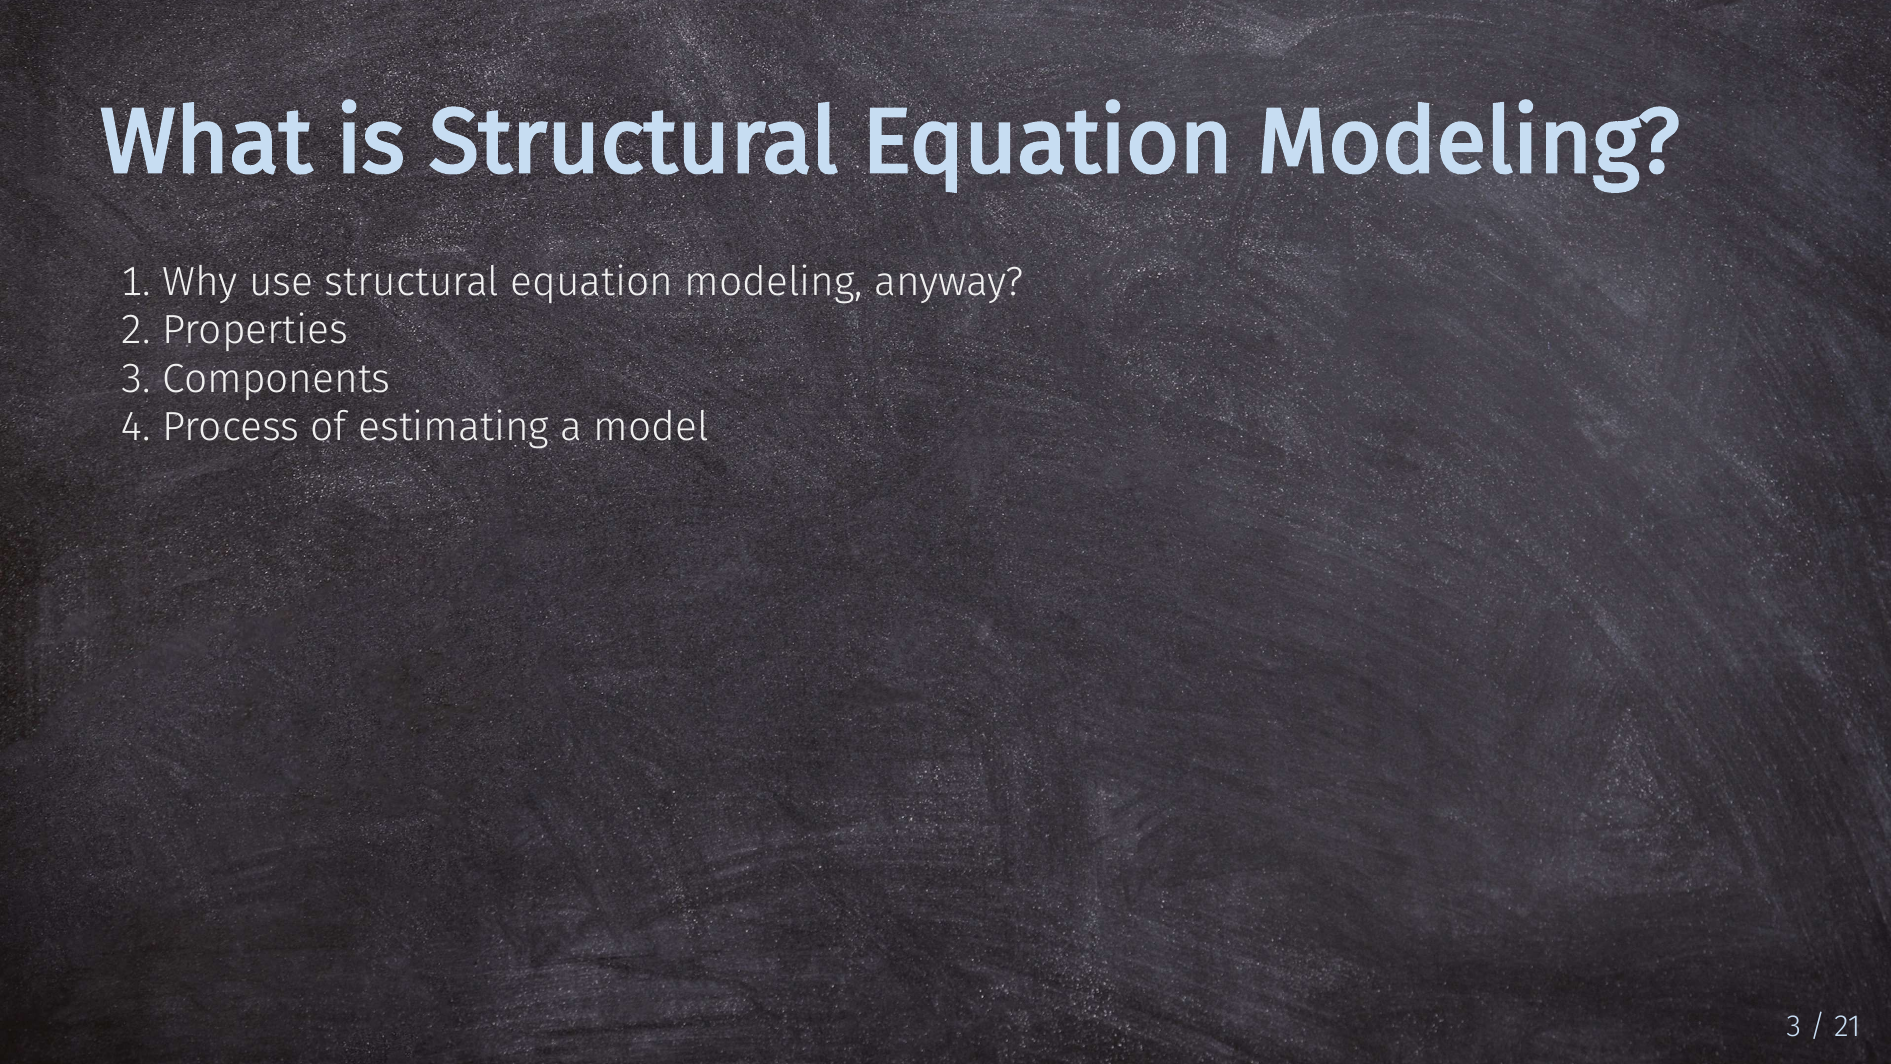 What is Structural Equation Modeling?
1. Why use structural equation modeling, anyway?
2. Properties
3. Components
4. Process of estimating a model
3 / 21